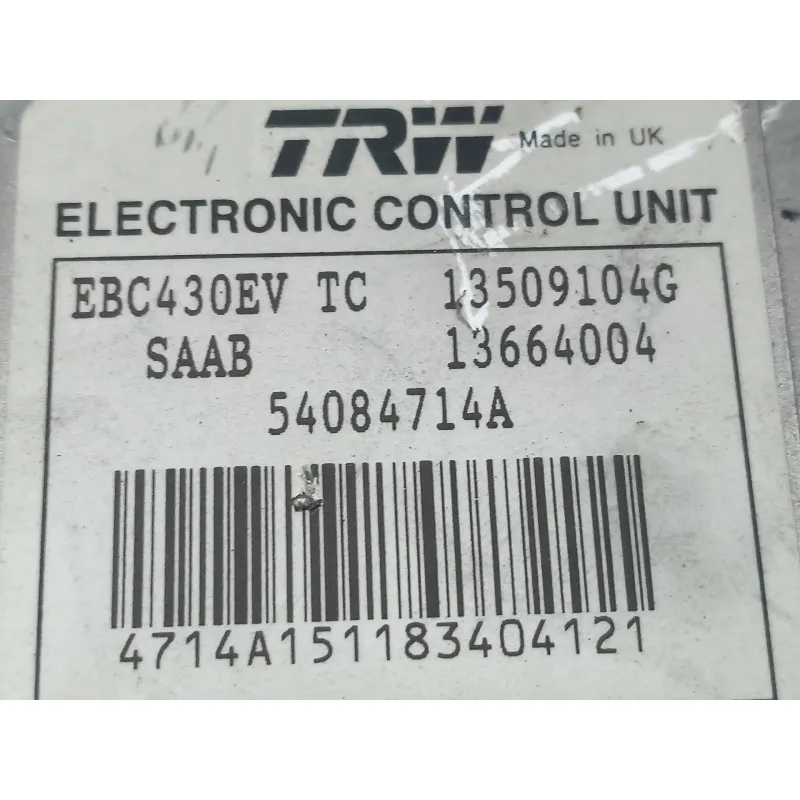 TRW Made in UK
ELECTRONIC CONTROL UNIT
EBC430EV TC 13509104G
SAAB 13664004
54084714A
4714A151183404121